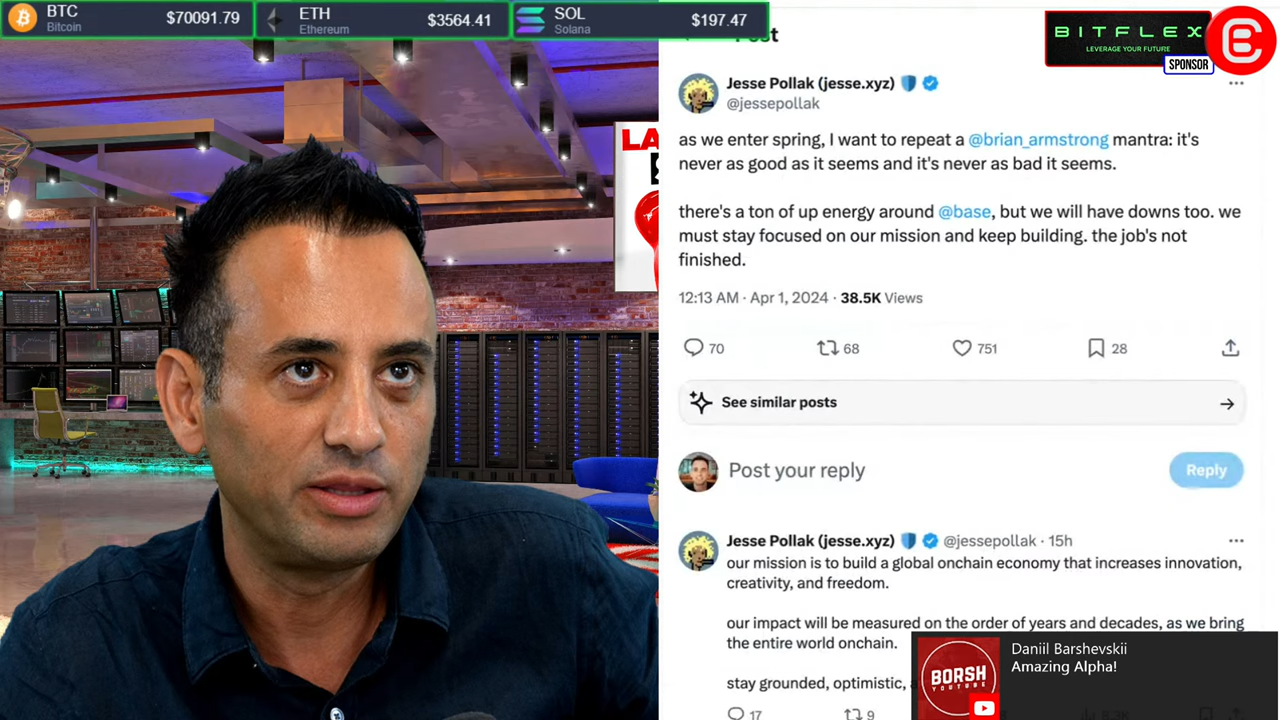 BTC
Bitcoin
$70091.79
ETH
Ethereum
$3564.41
SOL
Solana
$197.47
BITFLEX
LEVERAGE YOUR FUTURE
SPONSOR
LA
Jesse Pollak (jesse.xyz)
@jessepollak
as we enter spring, I want to repeat a @brian_armstrong mantra: it's
never as good as it seems and it's never as bad it seems.
there's a ton of up energy around @base, but we will have downs too. we
must stay focused on our mission and keep building. the job's not
finished.
12:13 AM · Apr 1, 2024 · 38.5K Views
70
68
751
28
See similar posts
Post your reply
Reply
Jesse Pollak (jesse.xyz) @jessepollak · 15h
our mission is to build a global onchain economy that increases innovation,
creativity, and freedom.
our impact will be measured on the order of years and decades, as we bring
the entire world onchain.
stay grounded, optimistic,
17
9
Daniil Barshevskii
Amazing Alpha!
BORSH
YOUTUBE